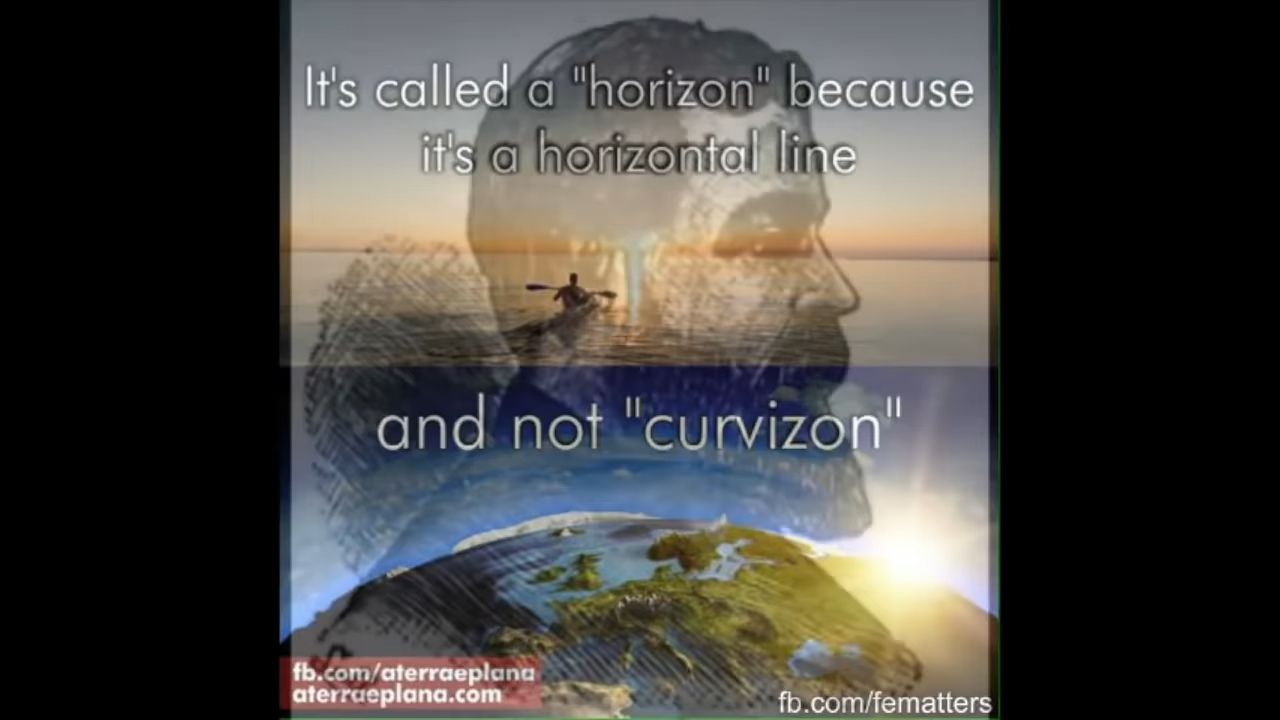 It's called a "horizon" because
it's a horizontal line
and not "curvizon"
fb.com/aterraeplana
aterraeplana.com
fb.com/fematters